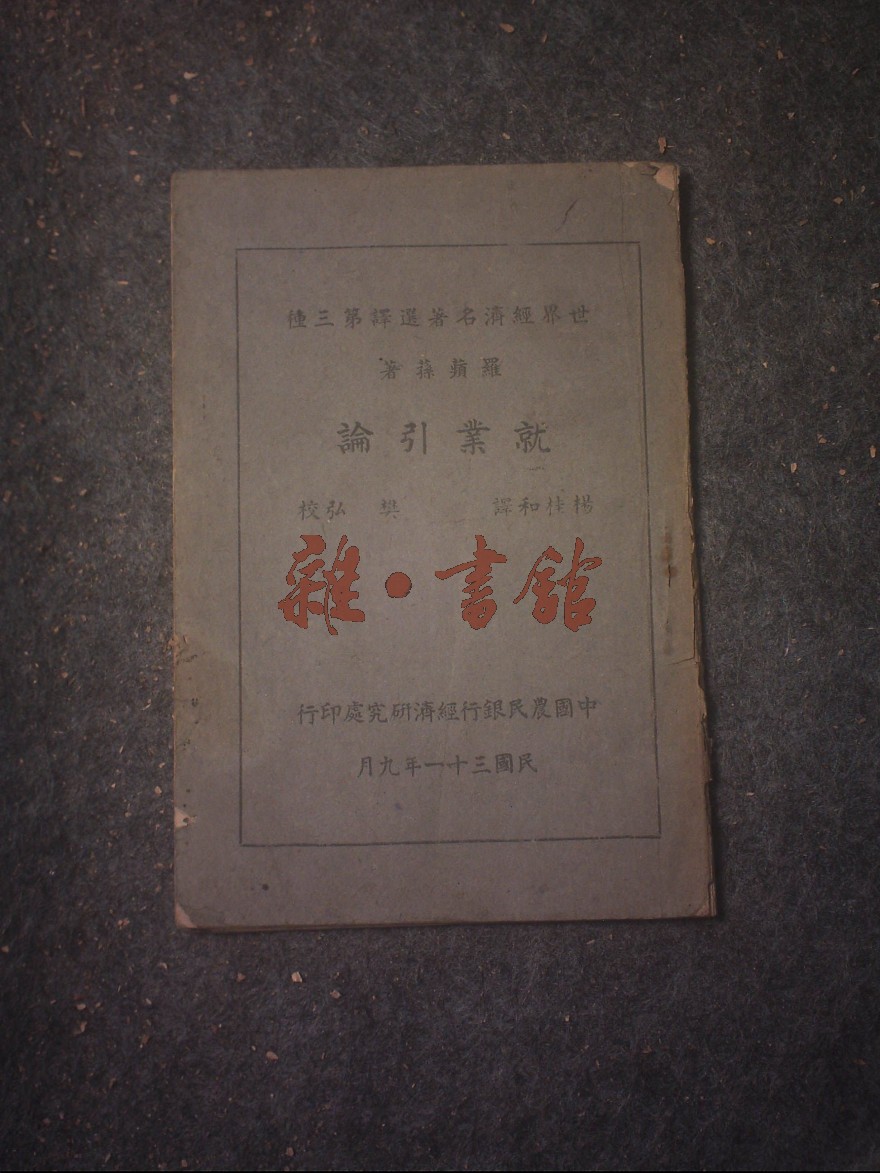 世界經濟名著選譯第三種
羅蘋蓀著
就業引論
楊桂和譯 樊弘校
雜·書館
中國農民銀行經濟研究處印行
民國三十一年九月